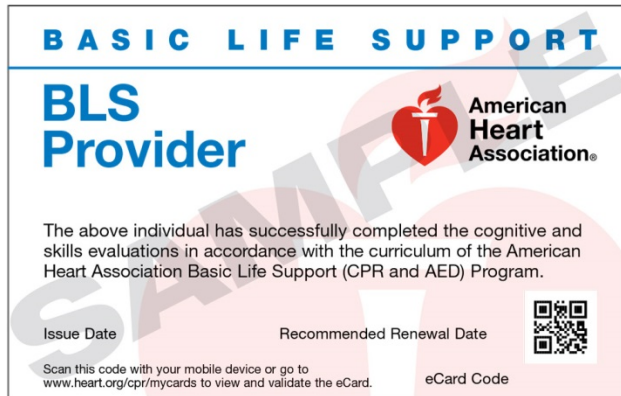 BASIC LIFE SUPPORT
BLS
Provider
American
Heart
Association®
The above individual has successfully completed the cognitive and
skills evaluations in accordance with the curriculum of the American
Heart Association Basic Life Support (CPR and AED) Program.
Issue Date
Recommended Renewal Date
Scan this code with your mobile device or go to
www.heart.org/cpr/mycards to view and validate the eCard.
eCard Code
SAMPLE